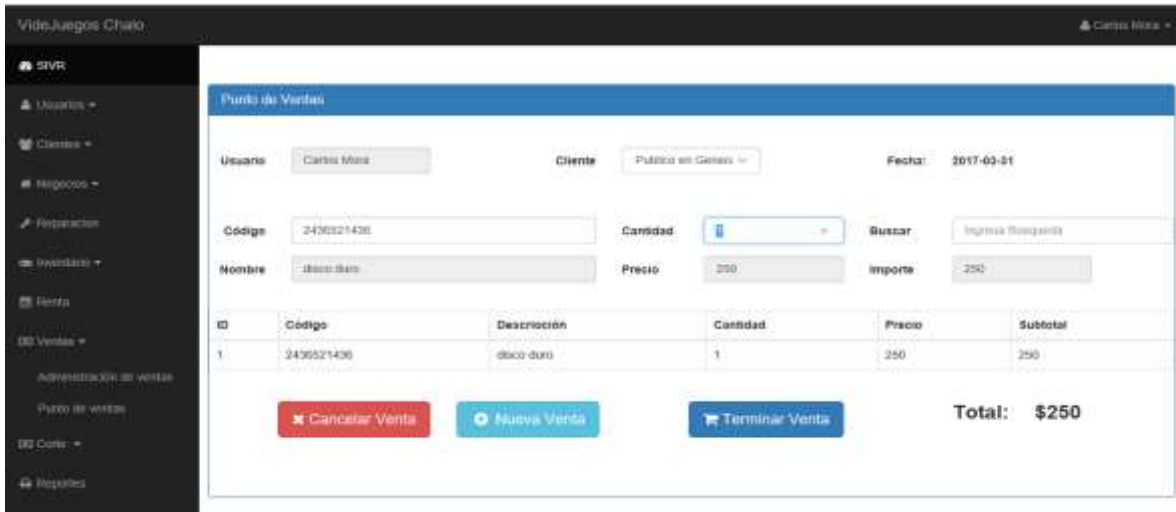 VideJuegos Chalo
Carlos Mora
SIVR
Usuarios
Clientes
Negocios
Reparacion
Inventario
Renta
Ventas
Administración de ventas
Punto de ventas
Corte
Reportes
Punto de Ventas
Usuario Carlos Mora Cliente Publico en Genera Fecha: 2017-03-31
Código 2436521436 Cantidad 1 Buscar Ingresa Busqueda
Nombre disco duro Precio 250 Importe 250
ID Código Descripción Cantidad Precio Subtotal
1 2436521436 disco duro 1 250 250
Cancelar Venta Nueva Venta Terminar Venta Total: $250